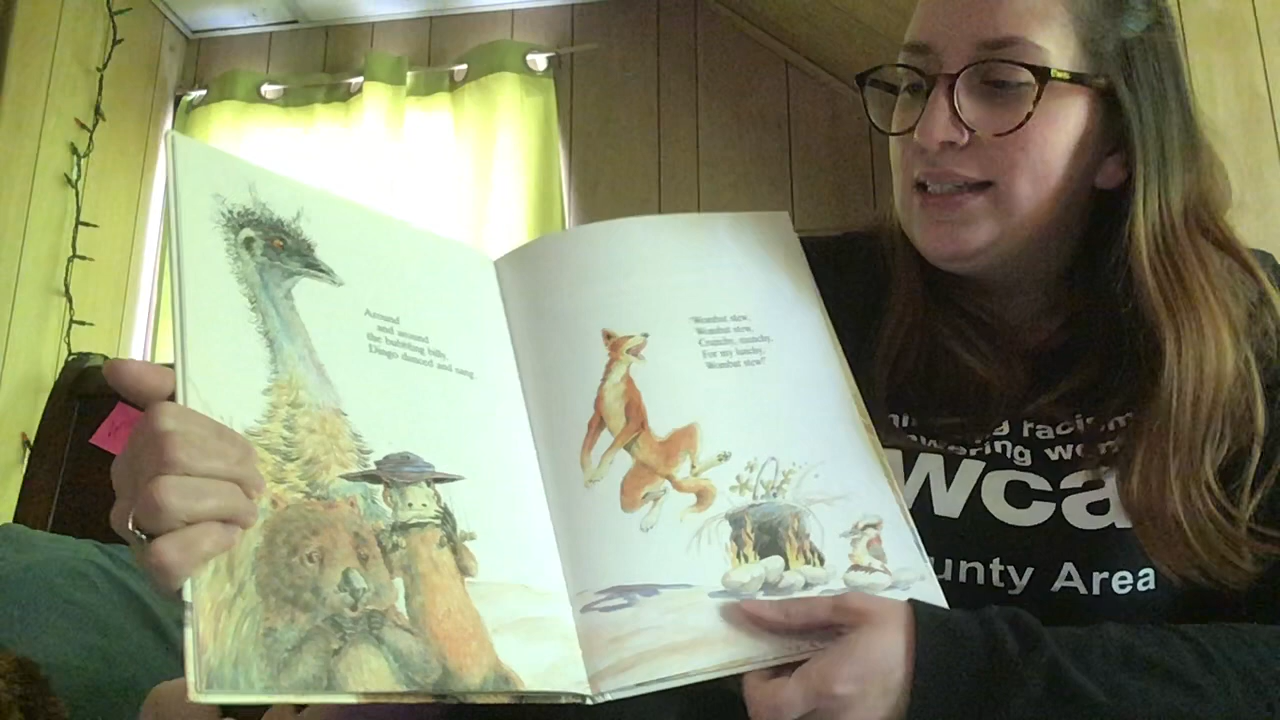 Around
and around
the bubbling billy,
Dingo danced and sang,
"Wombat stew,
Wombat stew,
Crunchy, munchy,
For my lunchy,
Wombat stew!"
racism
wca
unty Area